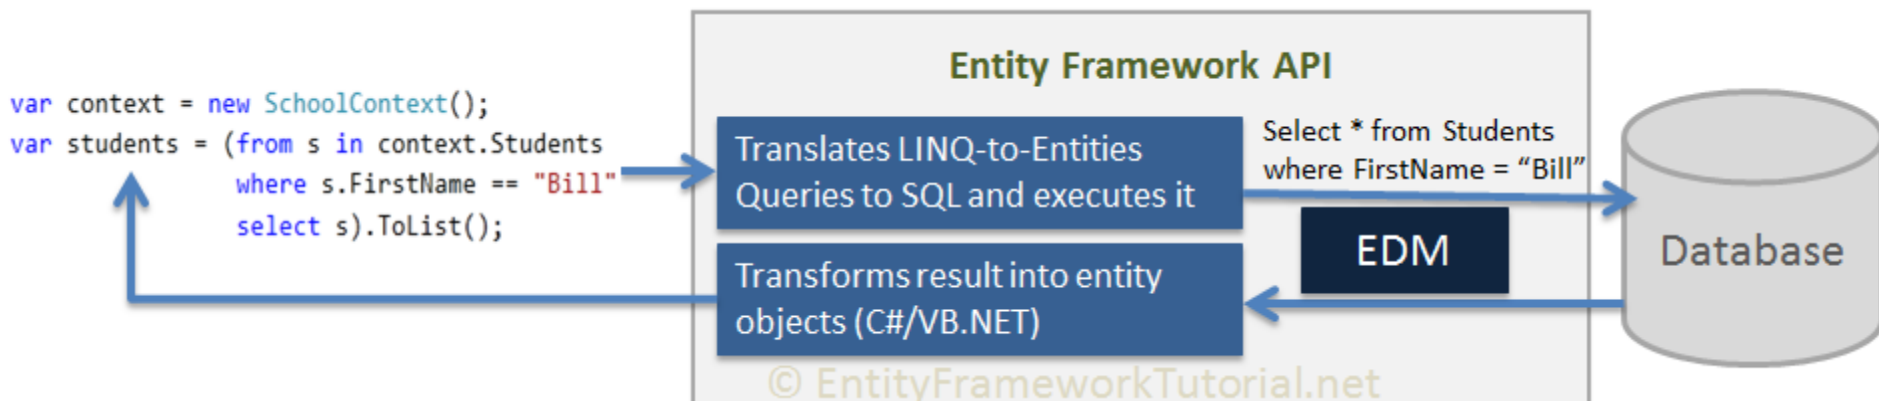 var context = new SchoolContext();
var students = (from s in context.Students
where s.FirstName == "Bill"
select s).ToList();
Entity Framework API
Translates LINQ-to-Entities
Queries to SQL and executes it
Select * from Students
where FirstName = “Bill”
EDM
Transforms result into entity
objects (C#/VB.NET)
Database
© EntityFrameworkTutorial.net